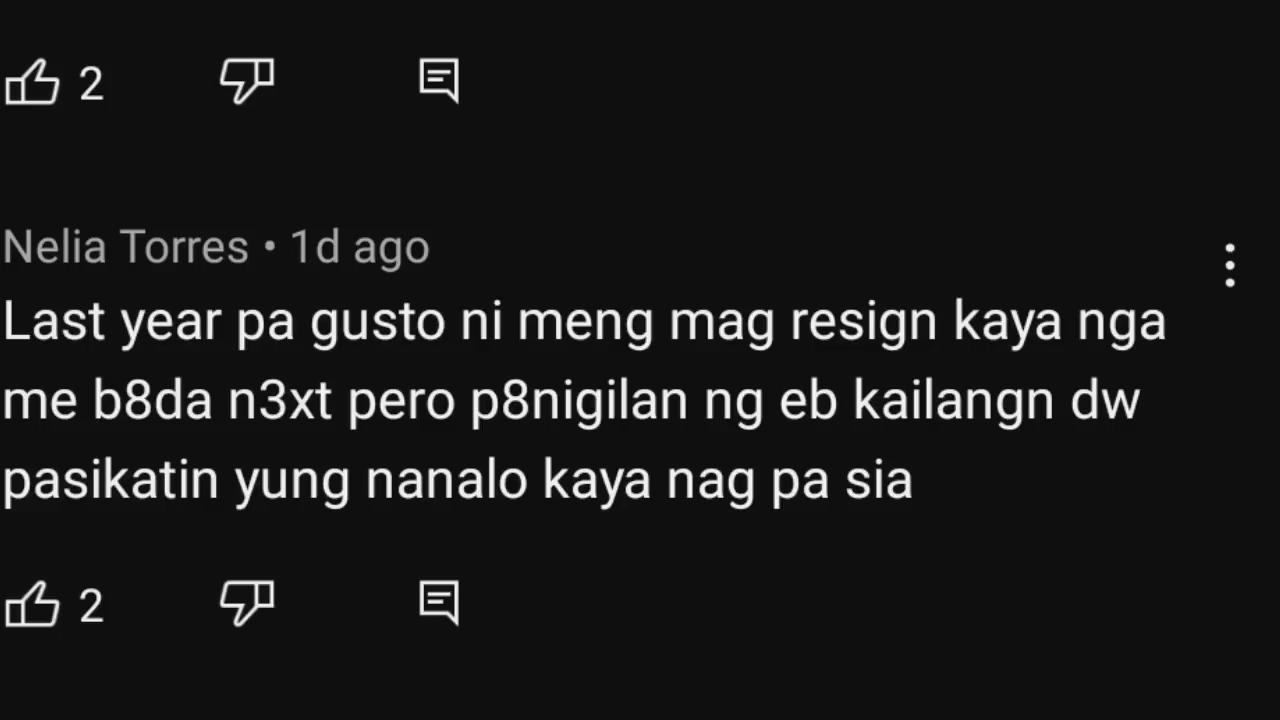 2
Nelia Torres • 1d ago
Last year pa gusto ni meng mag resign kaya nga
me b8da n3xt pero p8nigilan ng eb kailangn dw
pasikatin yung nanalo kaya nag pa sia
2